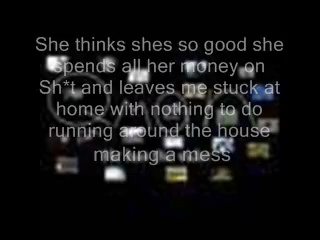 She thinks shes so good she
spends all her money on
Sh*t and leaves me stuck at
home with nothing to do
running around the house
making a mess